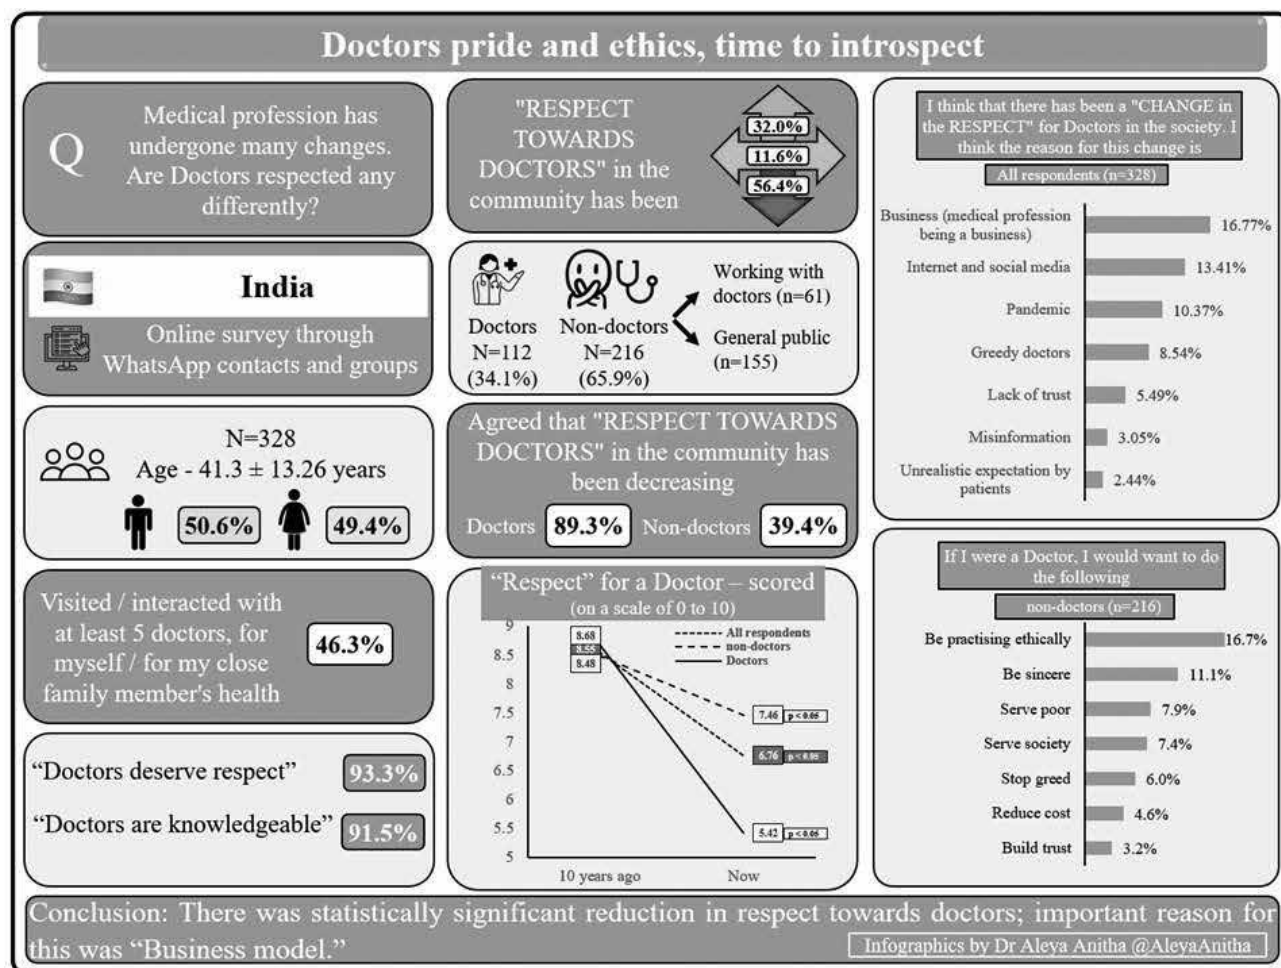 Doctors pride and ethics, time to introspect
Q
Medical profession has
undergone many changes.
Are Doctors respected any
differently?
India
Online survey through
WhatsApp contacts and groups
N=328
Age - 41.3 ± 13.26 years
50.6%
49.4%
Visited / interacted with
at least 5 doctors, for
myself / for my close
family member's health
46.3%
“Doctors deserve respect”
93.3%
“Doctors are knowledgeable”
91.5%
"RESPECT
TOWARDS
DOCTORS" in the
community has been
32.0%
11.6%
56.4%
Doctors
N=112
(34.1%)
Non-doctors
N=216
(65.9%)
Working with
doctors (n=61)
General public
(n=155)
Agreed that "RESPECT TOWARDS
DOCTORS" in the community has
been decreasing
Doctors 89.3% Non-doctors 39.4%
“Respect” for a Doctor – scored
(on a scale of 0 to 10)
9
8.5
8
7.5
7
6.5
6
5.5
5
8.68
8.55
8.48
All respondents
non-doctors
Doctors
7.46 p < 0.05
6.76 p < 0.05
5.42 p < 0.05
10 years ago
Now
I think that there has been a "CHANGE in
the RESPECT" for Doctors in the society. I
think the reason for this change is
All respondents (n=328)
Business (medical profession
being a business)
16.77%
Internet and social media
13.41%
Pandemic
10.37%
Greedy doctors
8.54%
Lack of trust
5.49%
Misinformation
3.05%
Unrealistic expectation by
patients
2.44%
If I were a Doctor, I would want to do
the following
non-doctors (n=216)
Be practising ethically
16.7%
Be sincere
11.1%
Serve poor
7.9%
Serve society
7.4%
Stop greed
6.0%
Reduce cost
4.6%
Build trust
3.2%
Conclusion: There was statistically significant reduction in respect towards doctors; important reason for
this was “Business model.”
Infographics by Dr Aleya Anitha @AleyaAnitha